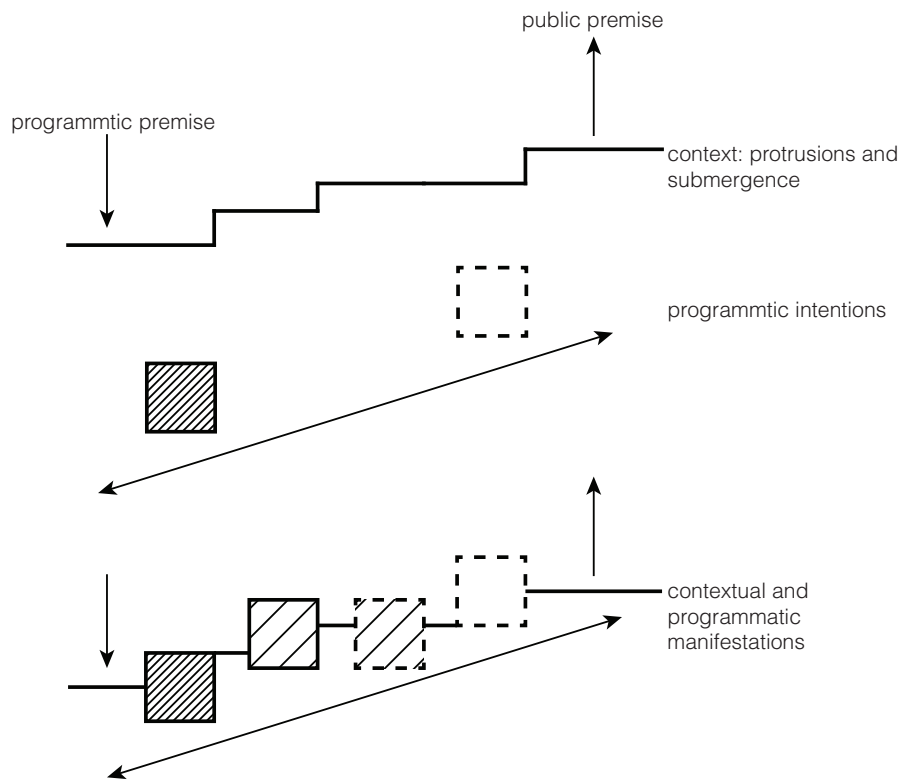 public premise
programmtic premise
context: protrusions and
submergence
programmtic intentions
contextual and
programmatic
manifestations